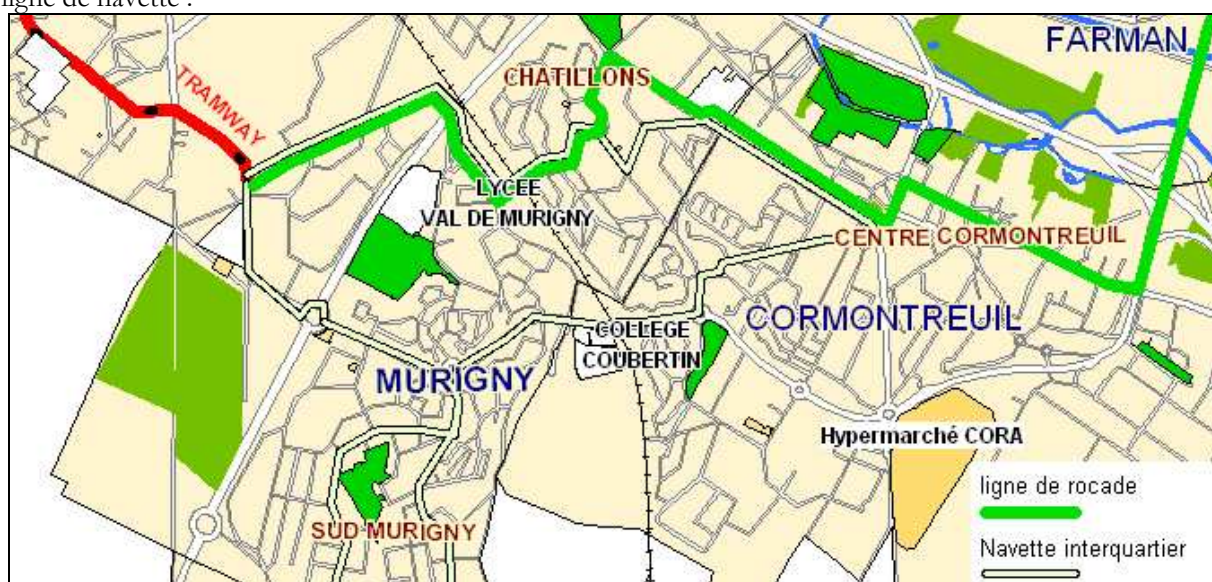 ligne de navette :
FARMAN
CHATILLONS
TRAMWAY
LYCEE
VAL DE MURIGNY
CENTRE CORMONTREUIL
CORMONTREUIL
COLLEGE
COUBERTIN
MURIGNY
Hypermarché CORA
ligne de rocade
SUD MURIGNY
Navette interquartier